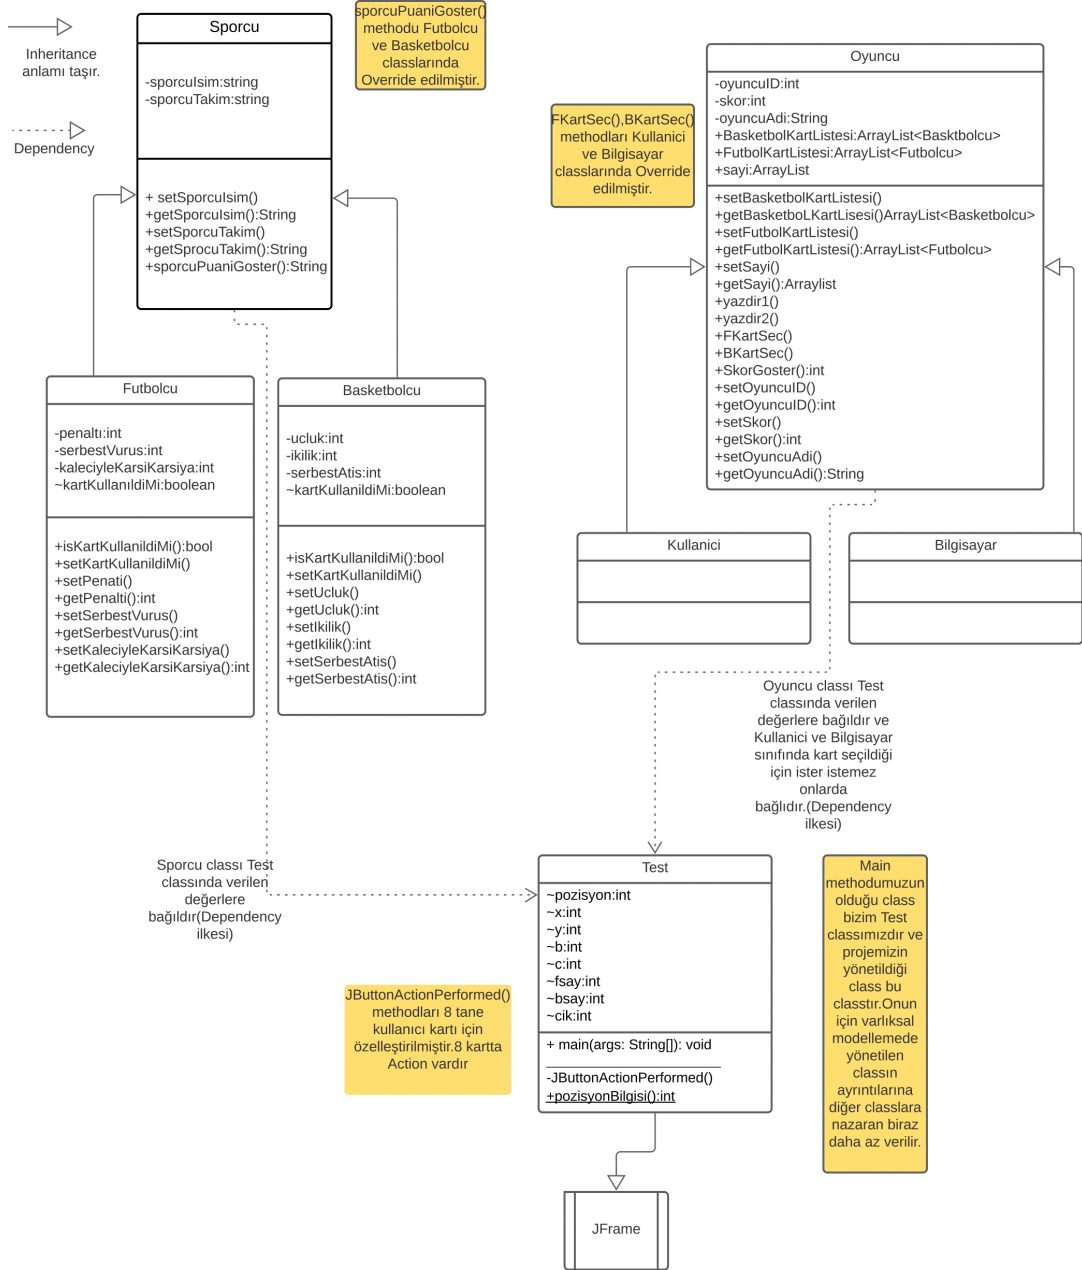 Inheritance
anlamı taşır.
Dependency
Sporcu
-sporcuIsim:string
-sporcuTakim:string
+ setSporcuIsim()
+getSporcuIsim():String
+setSporcuTakim()
+getSprocuTakim():String
+sporcuPuaniGoster():String
sporcuPuaniGoster()
methodu Futbolcu
ve Basketbolcu
classlarında
Override edilmiştir.
FKartSec(),BKartSec()
methodları Kullanici
ve Bilgisayar
classlarında Override
edilmiştir.
Oyuncu
-oyuncuID:int
-skor:int
-oyuncuAdi:String
+BasketbolKartListesi:ArrayList<Basktbolcu>
+FutbolKartListesi:ArrayList<Futbolcu>
+sayi:ArrayList
+setBasketbolKartListesi()
+getBasketboLKartLisesi()ArrayList<Basketbolcu>
+setFutbolKartListesi()
+getFutbolKartListesi():ArrayList<Futbolcu>
+setSayi()
+getSayi():Arraylist
+yazdir1()
+yazdir2()
+FKartSec()
+BKartSec()
+SkorGoster():int
+setOyuncuID()
+getOyuncuID():int
+setSkor()
+getSkor():int
+setOyuncuAdi()
+getOyuncuAdi():String
Futbolcu
-penaltı:int
-serbestVurus:int
-kaleciyleKarsiKarsiya:int
~kartKullanıldiMi:boolean
+isKartKullanildiMi():bool
+setKartKullanildiMi()
+setPenati()
+getPenalti():int
+setSerbestVurus()
+getSerbestVurus():int
+setKaleciyleKarsiKarsiya()
+getKaleciyleKarsiKarsiya():int
Basketbolcu
-ucluk:int
-ikilik:int
-serbestAtis:int
~kartKullanildiMi:boolean
+isKartKullanildiMi():bool
+setKartKullanildiMi()
+setUcluk()
+getUcluk():int
+setIkilik()
+getIkilik():int
+setSerbestAtis()
+getSerbestAtis():int
Kullanici
Bilgisayar
Oyuncu classı Test
classında verilen
değerlere bağıldır ve
Kullanici ve Bilgisayar
sınıfında kart seçildiği
için ister istemez
onlarda
bağlıdır.(Dependency
ilkesi)
Sporcu classı Test
classında verilen
değerlere
bağıldır(Dependency
ilkesi)
Test
~pozisyon:int
~x:int
~y:int
~b:int
~c:int
~fsay:int
~bsay:int
~cik:int
+ main(args: String[]): void
-JButtonActionPerformed()
+pozisyonBilgisi():int
JButtonActionPerformed()
methodları 8 tane
kullanıcı kartı için
özelleştirilmiştir.8 kartta
Action vardır
Main
methodumuzun
olduğu class
bizim Test
classımızdır ve
projemizin
yönetildiği
class bu
classtır.Onun
için varlıksal
modellemede
yönetilen
classın
ayrıntılarına
diğer classlara
nazaran biraz
daha az verilir.
JFrame